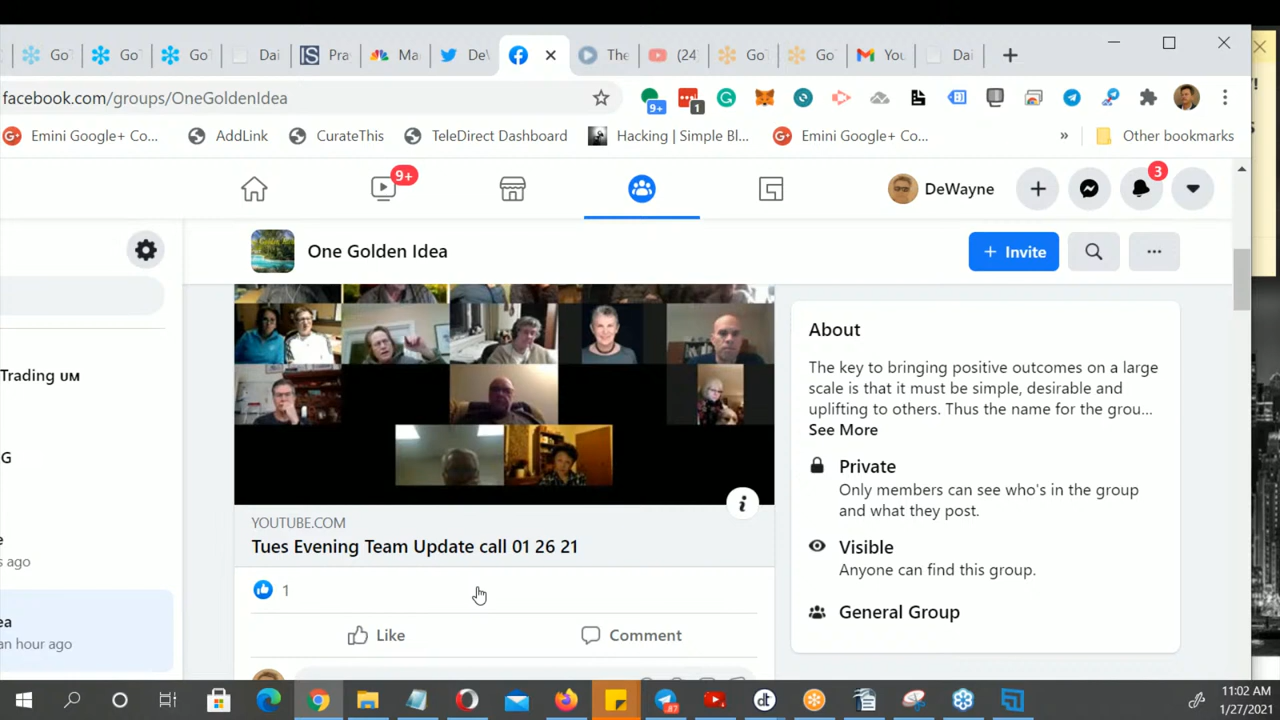 Go
Go
Go
Dai
Pra
Ma
De
The
(24
Go
Go
You
Dai
facebook.com/groups/OneGoldenIdea
9+
1
Emini Google+ Co...
AddLink
CurateThis
TeleDirect Dashboard
Hacking | Simple Bl...
Emini Google+ Co...
»
Other bookmarks
9+
DeWayne
3
One Golden Idea
+ Invite
...
About
The key to bringing positive outcomes on a large
scale is that it must be simple, desirable and
uplifting to others. Thus the name for the grou...
See More
Private
Only members can see who's in the group
and what they post.
Visible
Anyone can find this group.
General Group
Trading UM
G
e
s ago
ea
an hour ago
YOUTUBE.COM
Tues Evening Team Update call 01 26 21
1
Like
Comment
11:02 AM
1/27/2021